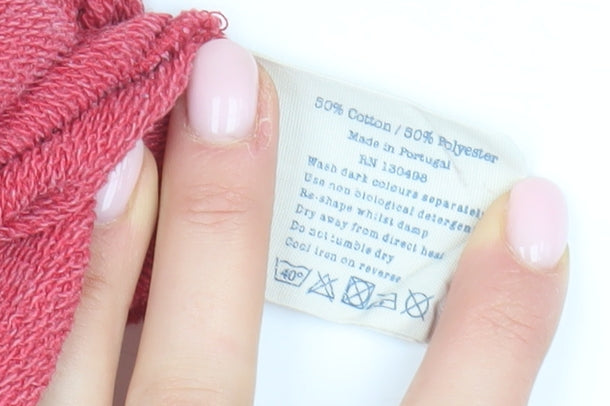 50% Cotton / 50% Polyester
Made in Portugal
RN 130498
Wash dark colours separately
Use non biological detergen
Re-shape whilst damp
Dry away from direct heat
Do not tumble dry
Cool iron on reverse
40°